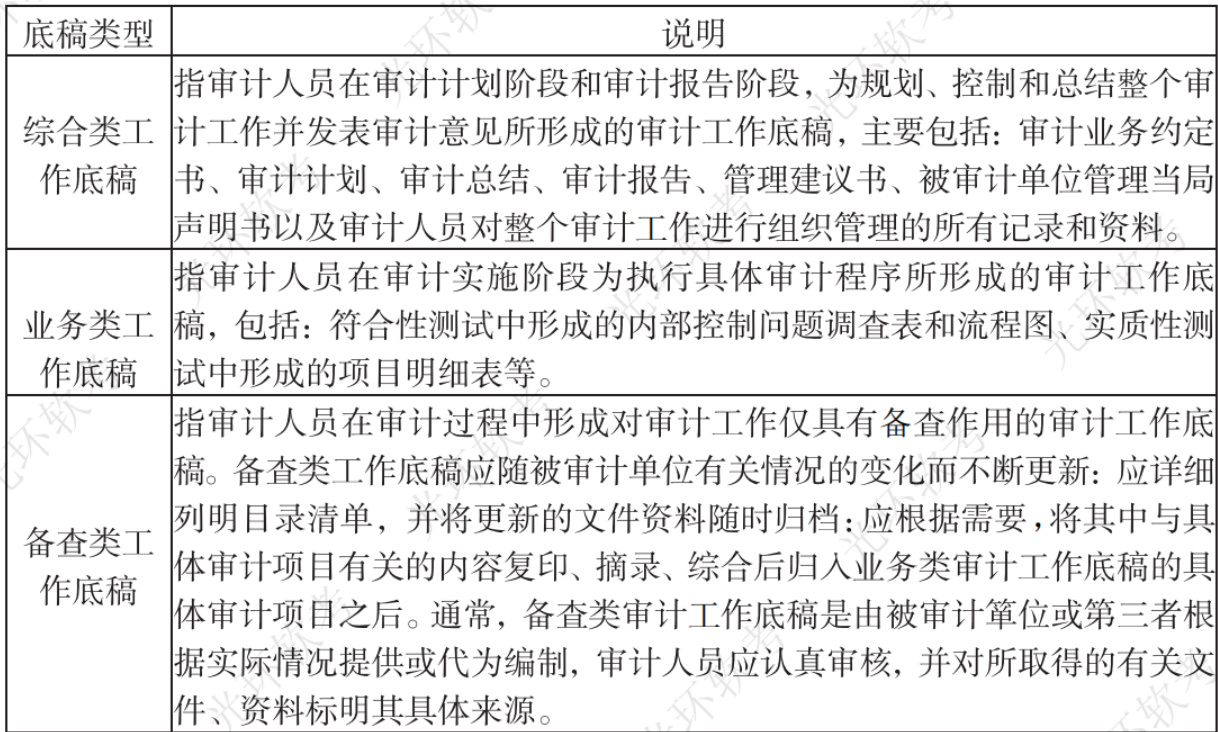 底稿类型
说明
综合类工
作底稿
指审计人员在审计计划阶段和审计报告阶段，为规划、控制和总结整个审
计工作并发表审计意见所形成的审计工作底稿，主要包括：审计业务约定
书、审计计划、审计总结、审计报告、管理建议书、被审计单位管理当局
声明书以及审计人员对整个审计工作进行组织管理的所有记录和资料。
业务类工
作底稿
指审计人员在审计实施阶段为执行具体审计程序所形成的审计工作底
稿，包括：符合性测试中形成的内部控制问题调查表和流程图、实质性测
试中形成的项目明细表等。
备查类工
作底稿
指审计人员在审计过程中形成对审计工作仅具有备查作用的审计工作底
稿。备查类工作底稿应随被审计单位有关情况的变化而不断更新：应详细
列明目录清单，并将更新的文件资料随时归档：应根据需要，将其中与具
体审计项目有关的内容复印、摘录、综合后归入业务类审计工作底稿的具
体审计项目之后。通常，备查类审计工作底稿是由被审计箪位或第三者根
据实际情况提供或代为编制，审计人员应认真审核，并对所取得的有关文
件、资料标明其具体来源。
光环软考